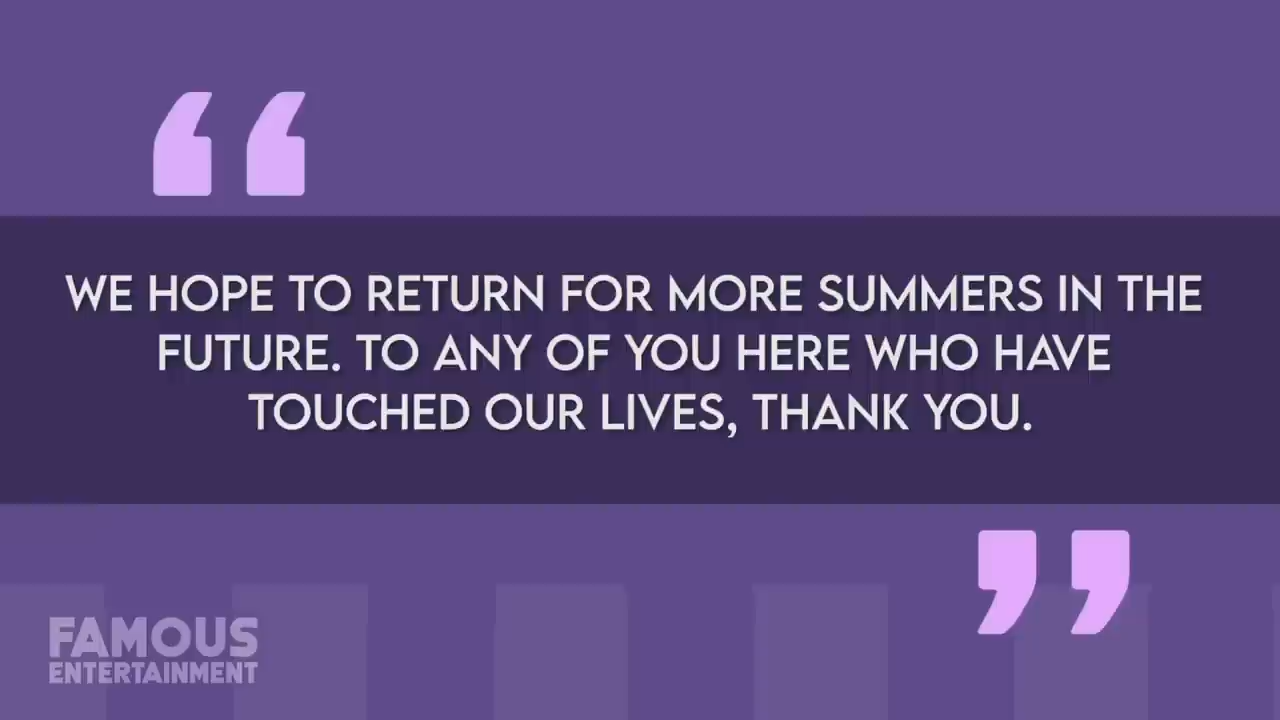 WE HOPE TO RETURN FOR MORE SUMMERS IN THE
FUTURE. TO ANY OF YOU HERE WHO HAVE
TOUCHED OUR LIVES, THANK YOU.
FAMOUS
ENTERTAINMENT